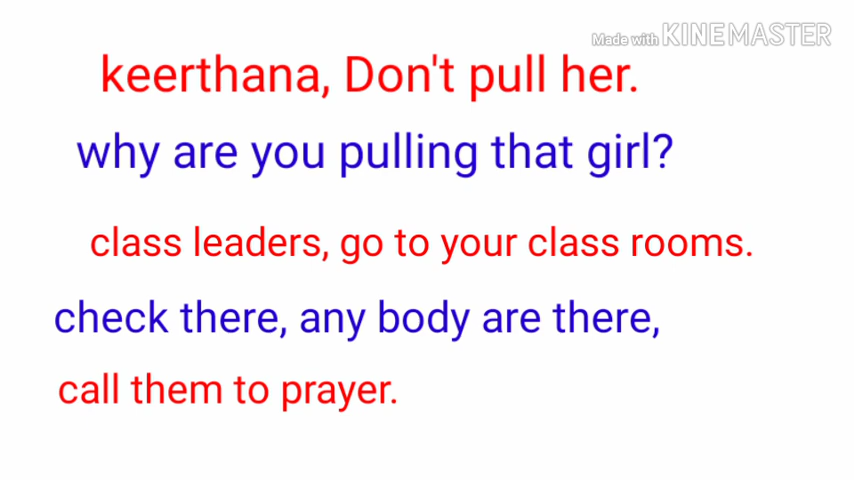 Made with KINEMASTER
keerthana, Don't pull her.
why are you pulling that girl?
class leaders, go to your class rooms.
check there, any body are there,
call them to prayer.